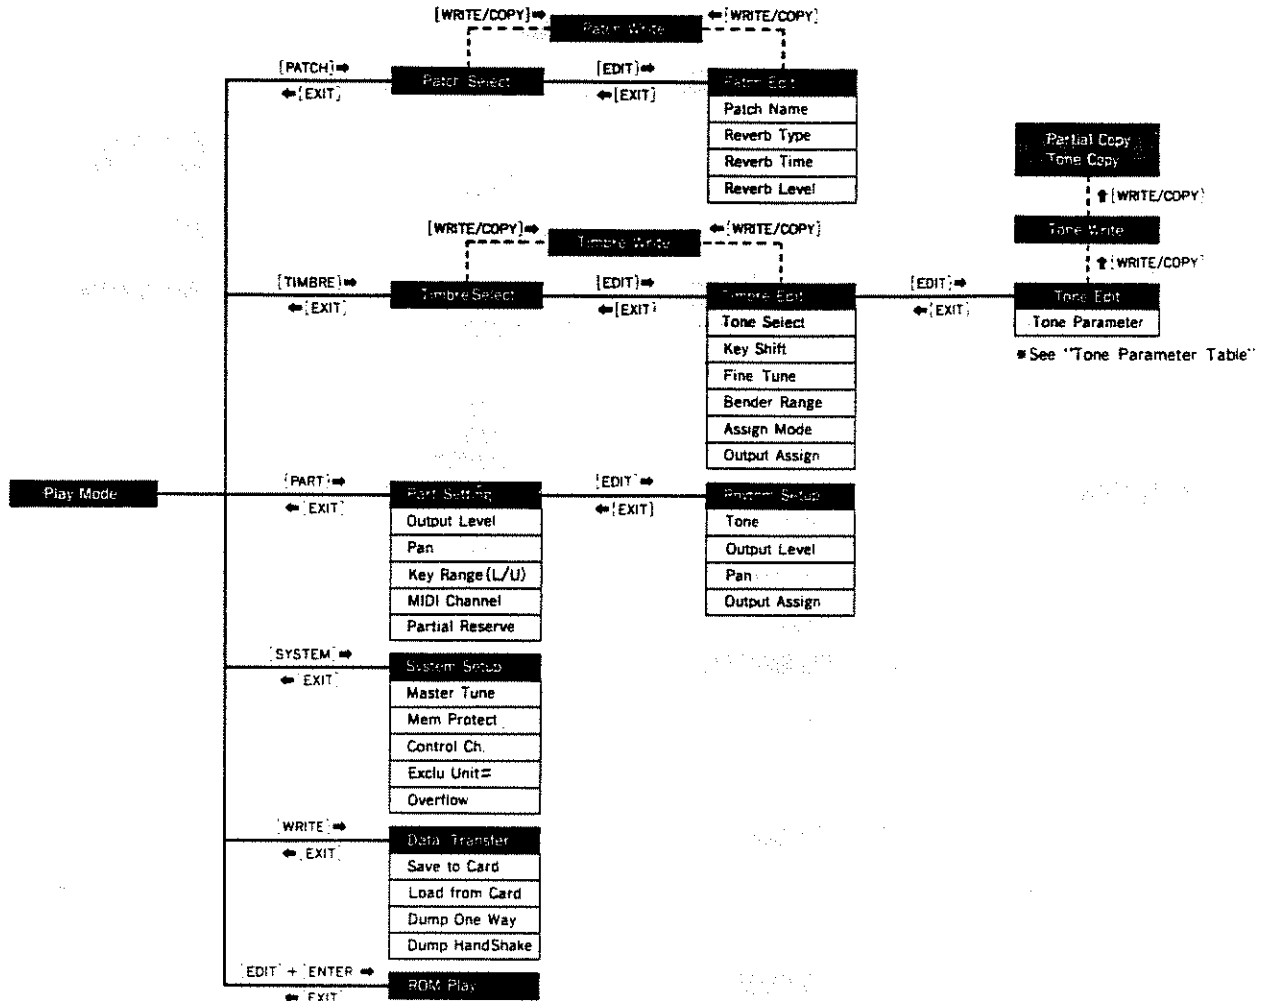 [WRITE/COPY]➡
Patch Write
⬅[WRITE/COPY]
[PATCH]➡
⬅[EXIT]
Patch Select
[EDIT]➡
⬅[EXIT]
Patch Edit
Patch Name
Reverb Type
Reverb Time
Reverb Level
Partial Copy
Tone Copy
⬆[WRITE/COPY]
Tone Write
⬆[WRITE/COPY]
[WRITE/COPY]➡
Timbre Write
⬅[WRITE/COPY]
[TIMBRE]➡
⬅[EXIT]
Timbre Select
[EDIT]➡
⬅[EXIT]
Timbre Edit
Tone Select
Key Shift
Fine Tune
Bender Range
Assign Mode
Output Assign
[EDIT]➡
⬅[EXIT]
Tone Edit
Tone Parameter
*See "Tone Parameter Table"
Play Mode
[PART]➡
⬅[EXIT]
Part Setting
Output Level
Pan
Key Range(L/U)
MIDI Channel
Partial Reserve
[EDIT]➡
⬅[EXIT]
Rhythm Setup
Tone
Output Level
Pan
Output Assign
[SYSTEM]➡
⬅[EXIT]
System Setup
Master Tune
Mem Protect
Control Ch.
Exclu Unit#
Overflow
[WRITE]➡
⬅[EXIT]
Data Transfer
Save to Card
Load from Card
Dump One Way
Dump HandShake
[EDIT]+[ENTER]➡
⬅[EXIT]
ROM Play